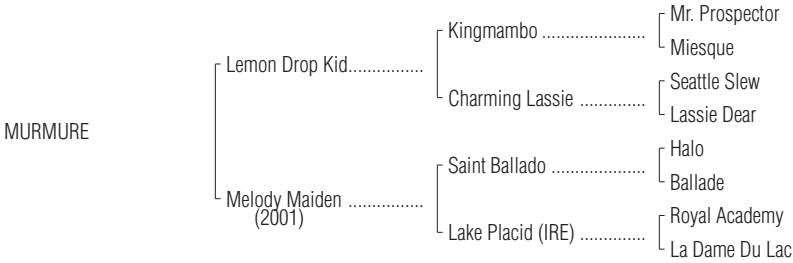 Mr. Prospector
Kingmambo ......................
Miesque
Lemon Drop Kid................
Seattle Slew
Charming Lassie ..............
Lassie Dear
MURMURE
Halo
Saint Ballado ....................
Ballade
Melody Maiden ................
(2001)
Royal Academy
Lake Placid (IRE) ..............
La Dame Du Lac